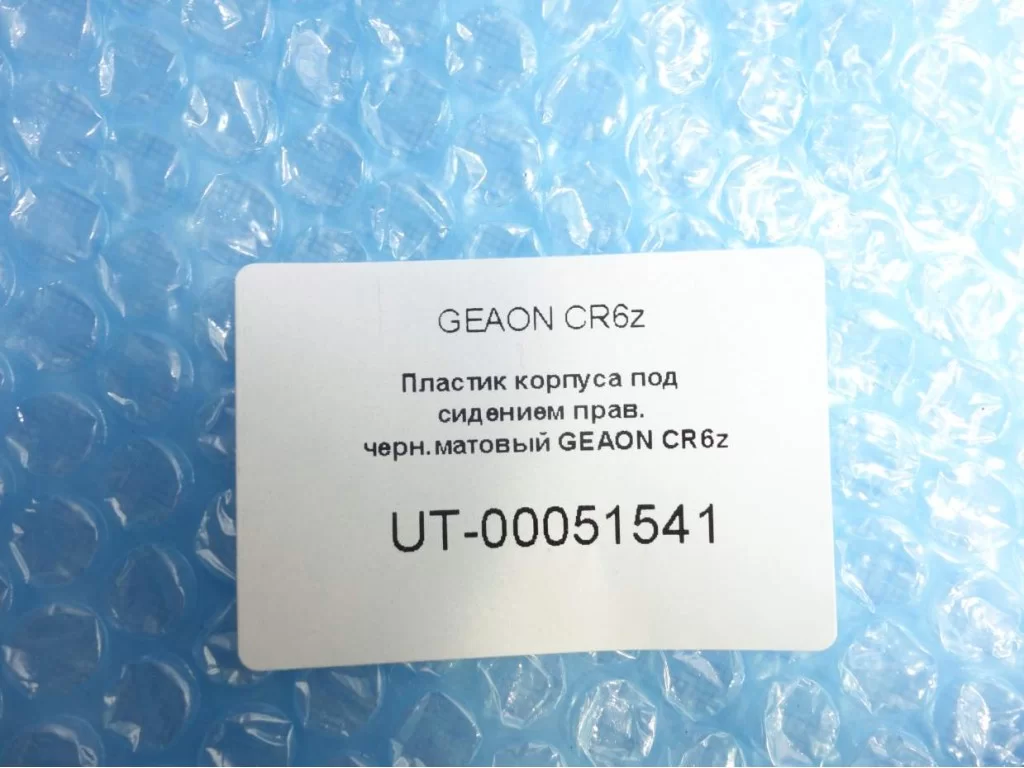 GEAON CR6z
Пластик корпуса под
сидением прав.
черн.матовый GEAON CR6z
UT-00051541